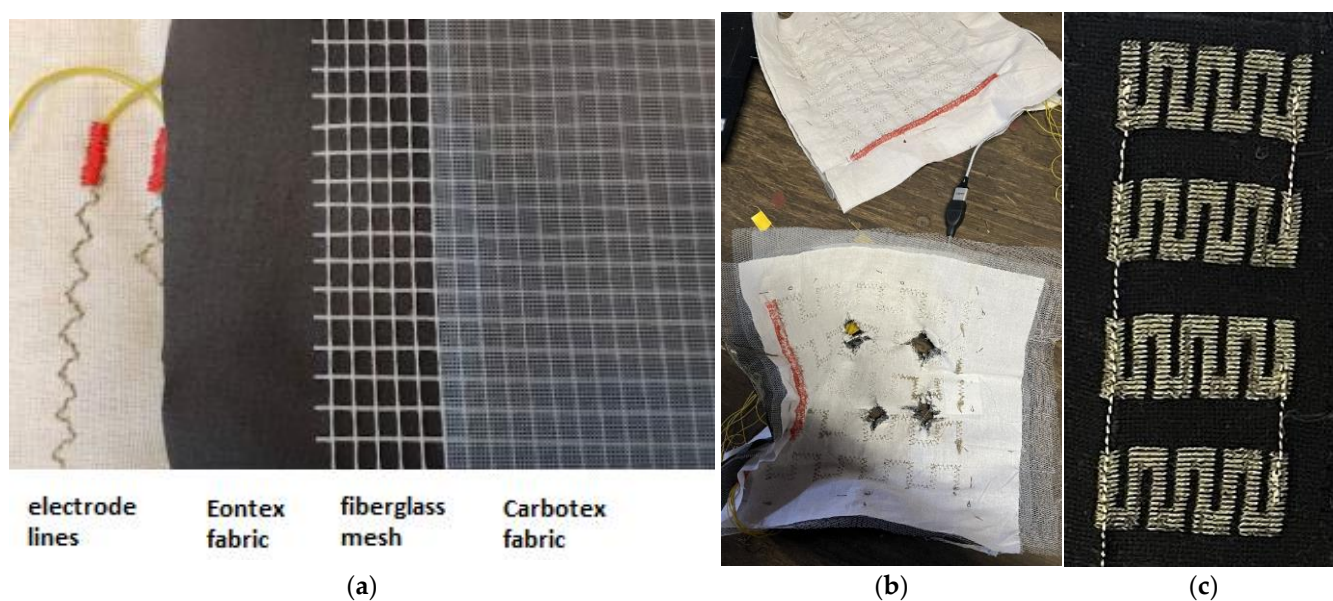 electrode lines
Eontex fabric
fiberglass mesh
Carbotex fabric
(a)
(b)
(c)